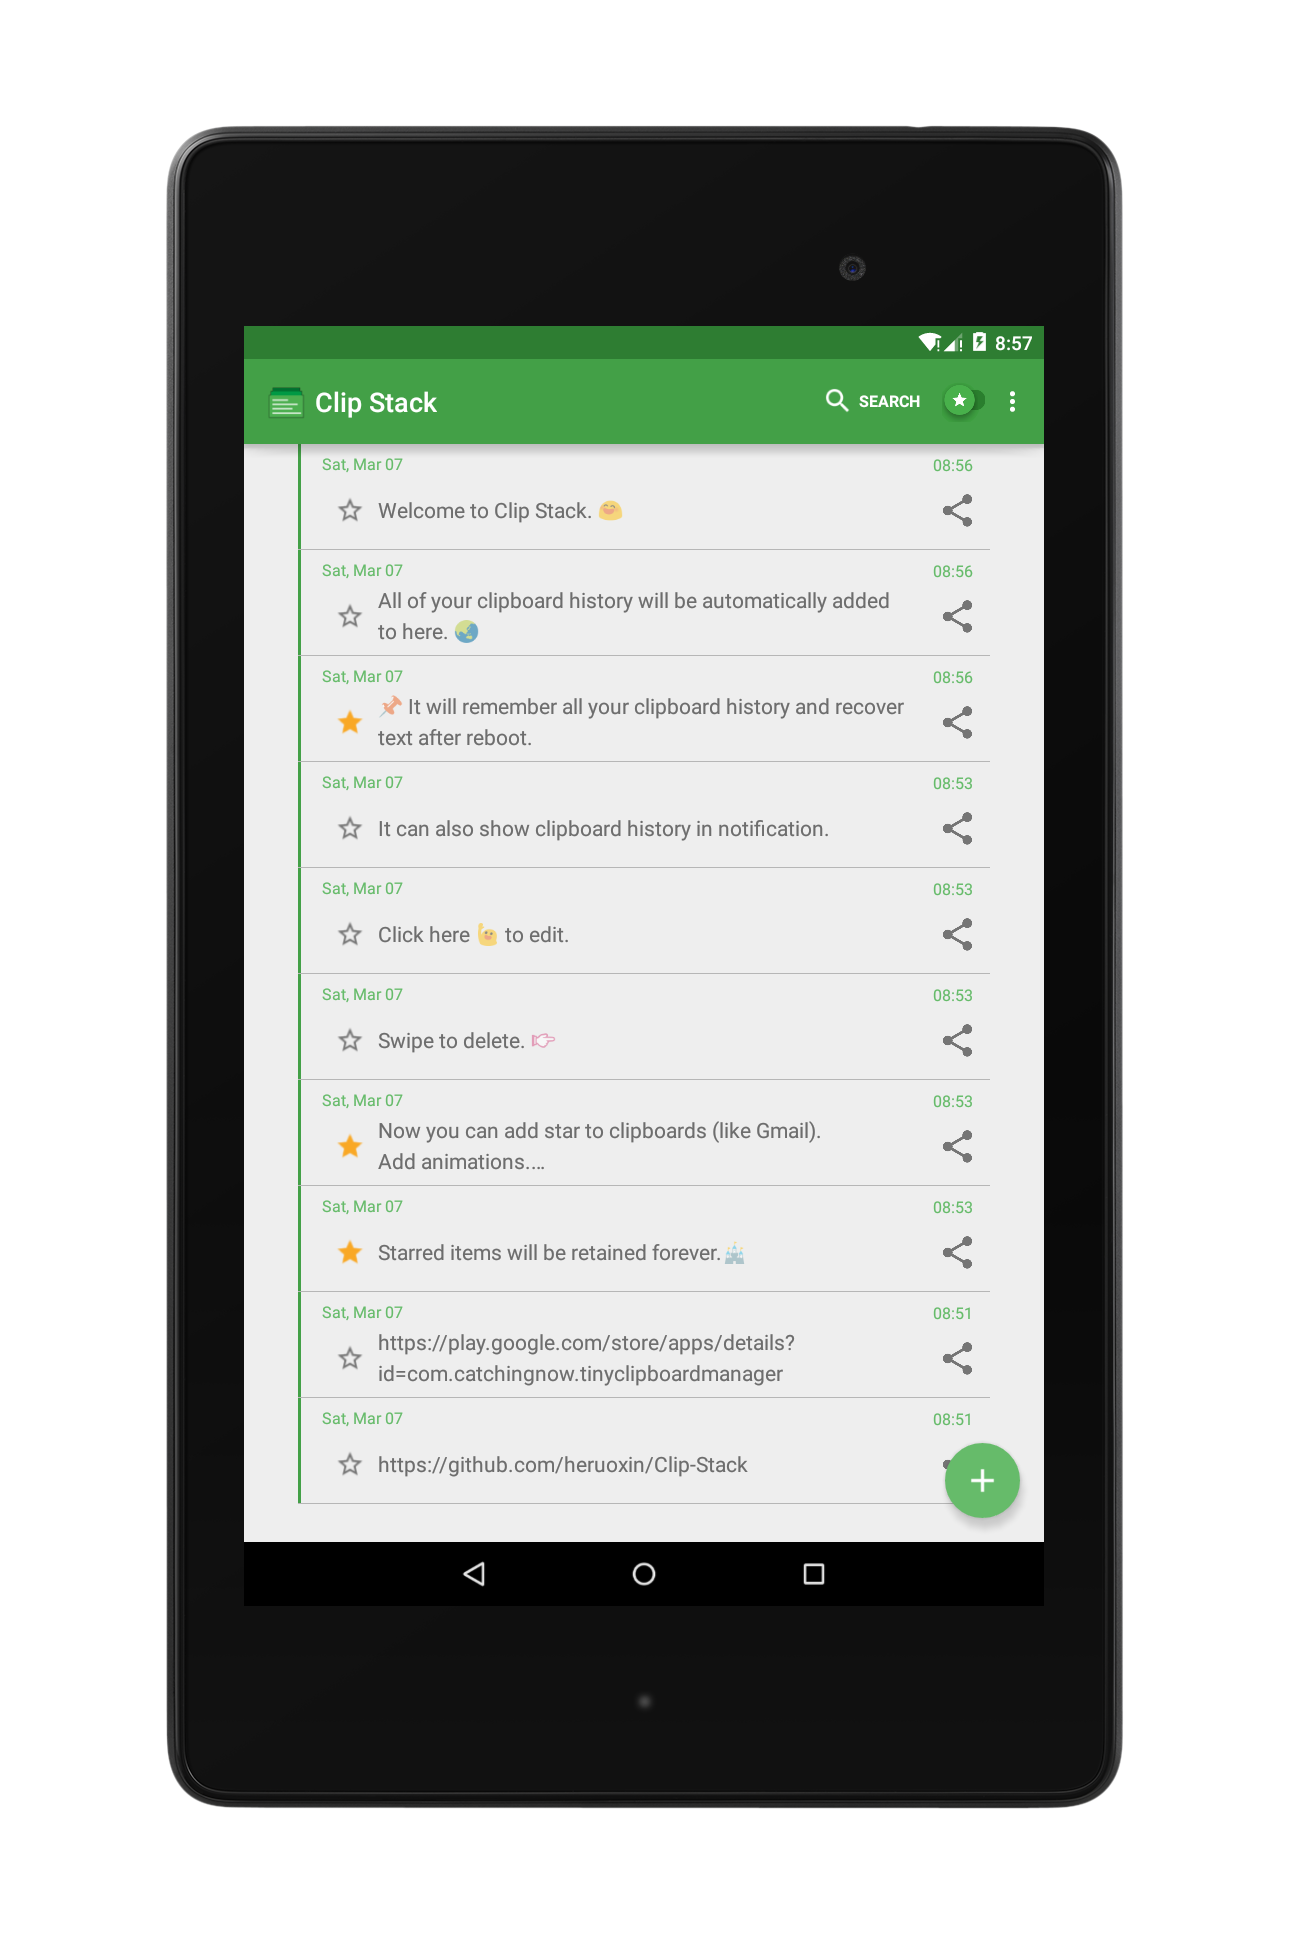 8:57
Clip Stack SEARCH
Sat, Mar 07 08:56
Welcome to Clip Stack. 😄
Sat, Mar 07 08:56
All of your clipboard history will be automatically added
to here. 🌏
Sat, Mar 07 08:56
📌 It will remember all your clipboard history and recover
text after reboot.
Sat, Mar 07 08:53
It can also show clipboard history in notification.
Sat, Mar 07 08:53
Click here 🙋 to edit.
Sat, Mar 07 08:53
Swipe to delete. 👉
Sat, Mar 07 08:53
Now you can add star to clipboards (like Gmail).
Add animations.…
Sat, Mar 07 08:53
Starred items will be retained forever.🏰
Sat, Mar 07 08:51
https://play.google.com/store/apps/details?
id=com.catchingnow.tinyclipboardmanager
Sat, Mar 07 08:51
https://github.com/heruoxin/Clip-Stack